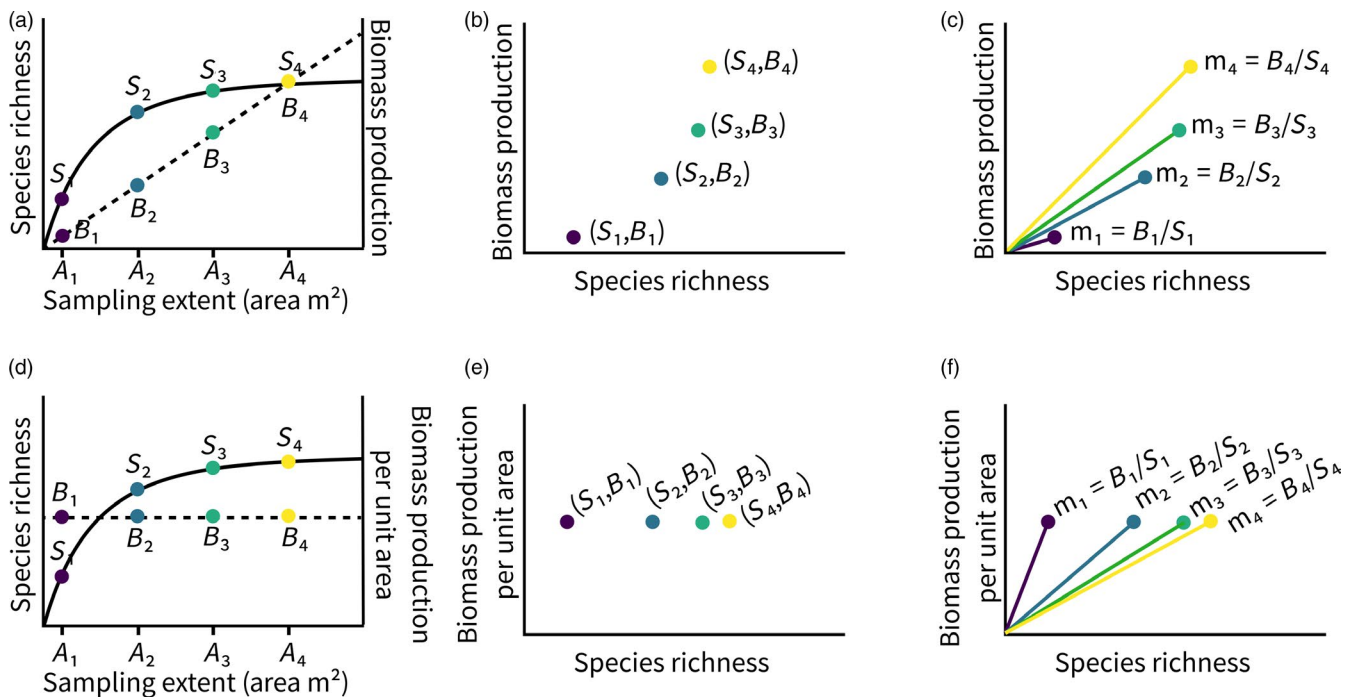 (a)
Species richness
Biomass production
S₁
S₂
S₃
S₄
B₁
B₂
B₃
B₄
A₁ A₂ A₃ A₄
Sampling extent (area m²)
(b)
Biomass production
(S₄,B₄)
(S₃,B₃)
(S₂,B₂)
(S₁,B₁)
Species richness
(c)
Biomass production
m₄ = B₄/S₄
m₃ = B₃/S₃
m₂ = B₂/S₂
m₁ = B₁/S₁
Species richness
(d)
Species richness
Biomass production
per unit area
S₁
S₂
S₃
S₄
B₁
B₂
B₃
B₄
A₁ A₂ A₃ A₄
Sampling extent (area m²)
(e)
Biomass production
per unit area
(S₁,B₁)
(S₂,B₂)
(S₃,B₃)
(S₄,B₄)
Species richness
(f)
Biomass production
per unit area
m₁ = B₁/S₁
m₂ = B₂/S₂
m₃ = B₃/S₃
m₄ = B₄/S₄
Species richness